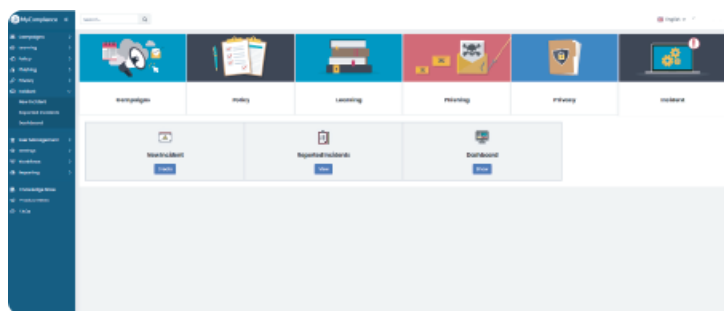 MyCompliance
Search...
English
Campaigns
Learning
Policy
Phishing
Privacy
Incident
New Incident
Reported Incidents
Dashboard
User Management
Settings
Workflows
Reporting
Knowledge Base
Product News
FAQs
Campaigns
Policy
Learning
Phishing
Privacy
Incident
New Incident
Reported Incidents
Dashboard
Create
View
Show